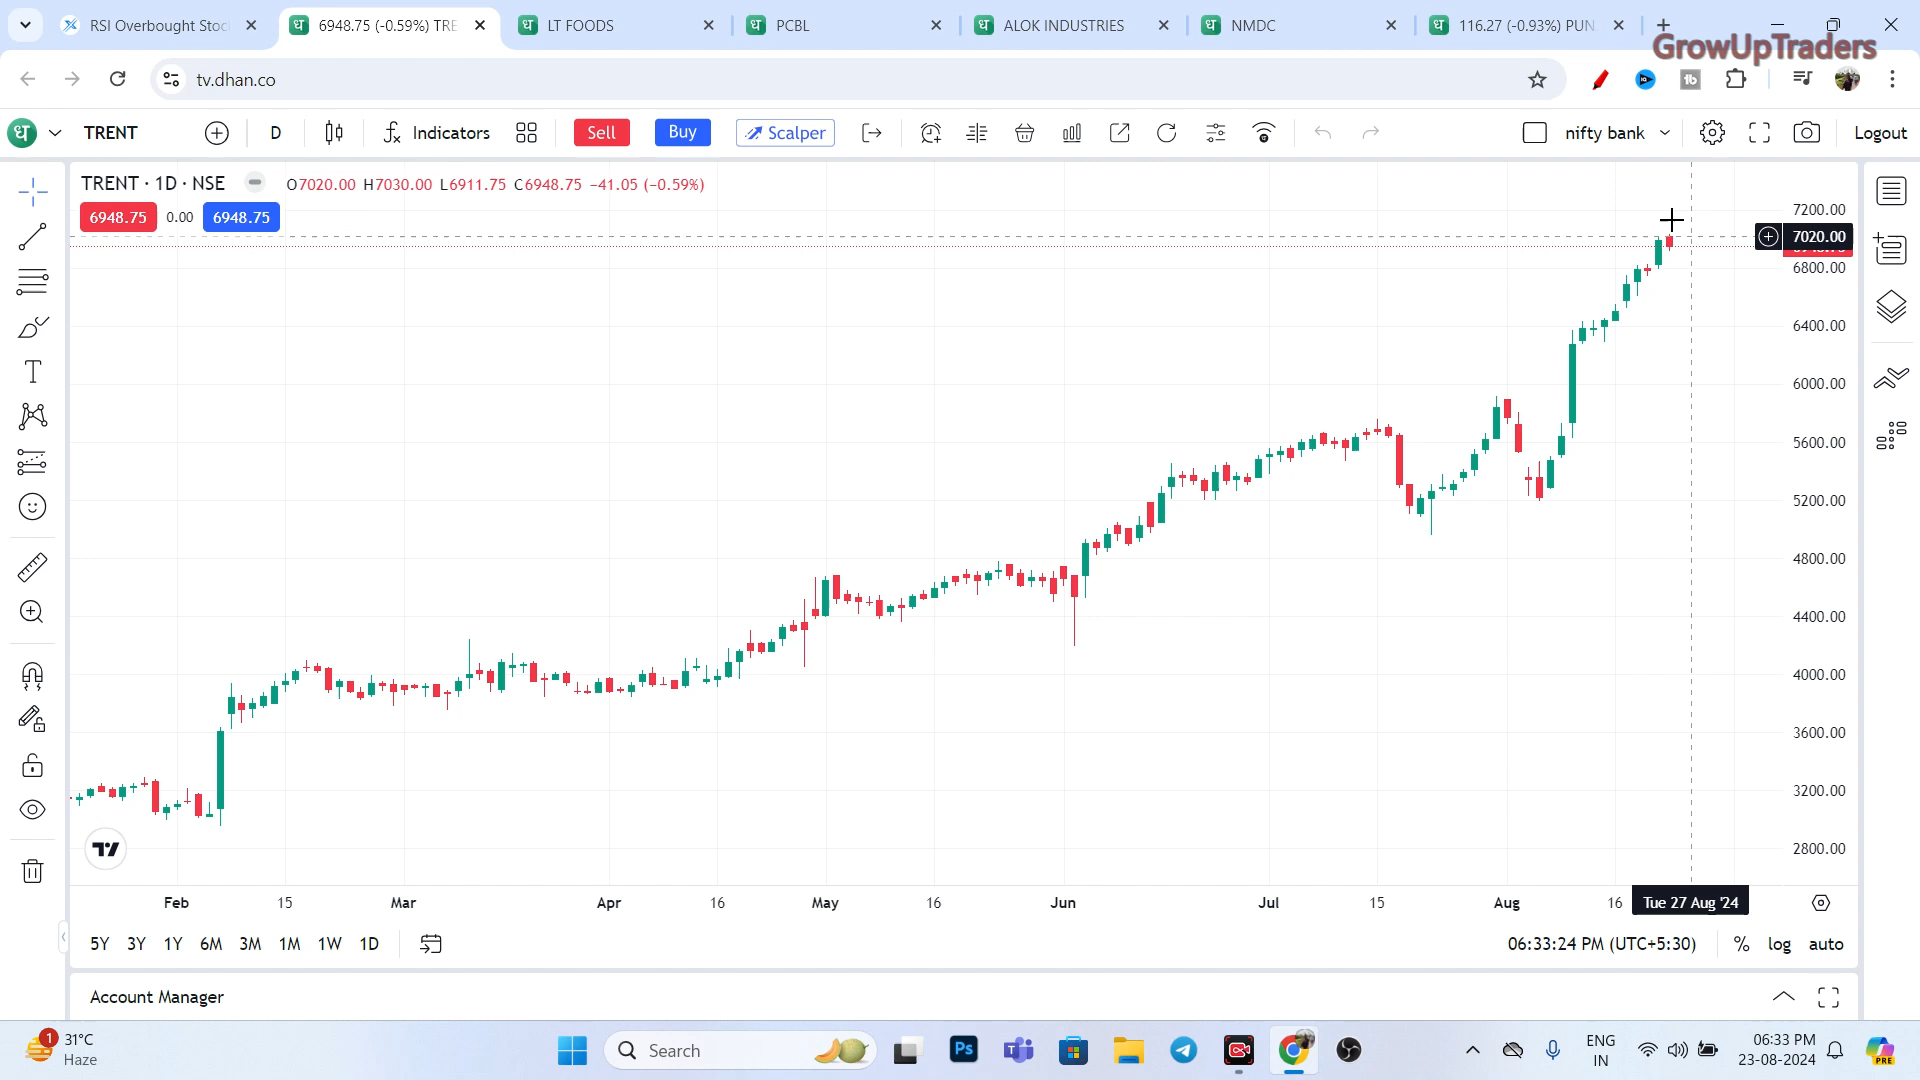 RSI Overbought Stoc
6948.75 (-0.59%) TRE
LT FOODS
PCBL
ALOK INDUSTRIES
NMDC
116.27 (-0.93%) PUN
GrowUpTraders
tv.dhan.co
TRENT
D
Indicators
Sell
Buy
Scalper
nifty bank
Logout
TRENT · 1D · NSE
O7020.00 H7030.00 L6911.75 C6948.75 −41.05 (−0.59%)
6948.75
0.00
6948.75
7200.00
7020.00
6800.00
6400.00
6000.00
5600.00
5200.00
4800.00
4400.00
4000.00
3600.00
3200.00
2800.00
Feb
15
Mar
Apr
16
May
16
Jun
Jul
15
Aug
16
Tue 27 Aug '24
5Y
3Y
1Y
6M
3M
1M
1W
1D
06:33:24 PM (UTC+5:30)
%
log
auto
Account Manager
1
31°C
Haze
Search
Ps
ENG
IN
06:33 PM
23-08-2024
PRE